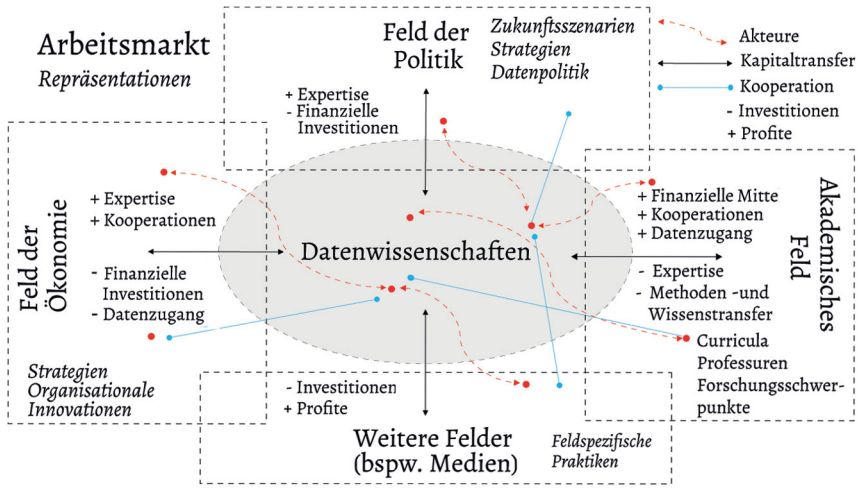 Arbeitsmarkt
Repräsentationen
Feld der
Politik
Zukunftsszenarien
Strategien
Datenpolitik
Akteure
Kapitaltransfer
Kooperation
- Investitionen
+ Profite
+ Expertise
- Finanzielle
Investitionen
Feld der
Ökonomie
+ Expertise
+ Kooperationen
- Finanzielle
Investitionen
- Datenzugang
Strategien
Organisationale
Innovationen
Datenwissenschaften
+ Finanzielle Mitte
+ Kooperationen
+ Datenzugang
- Expertise
- Methoden -und
Wissenstransfer
Curricula
Professuren
Forschungsschwer-
punkte
Akademisches
Feld
- Investitionen
+ Profite
Weitere Felder
(bspw. Medien)
Feldspezifische
Praktiken